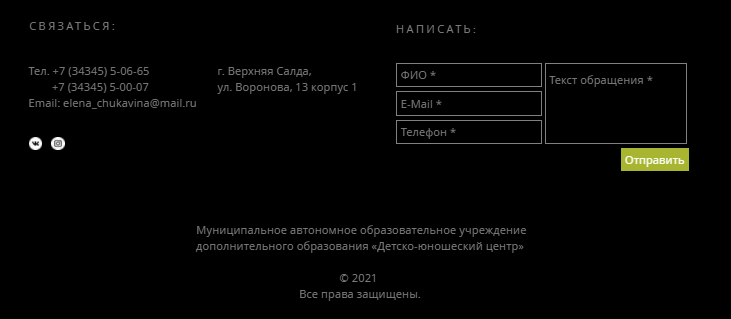 СВЯЗАТЬСЯ:
Тел. +7 (34345) 5-06-65
+7 (34345) 5-00-07
Email: elena_chukavina@mail.ru
г. Верхняя Салда,
ул. Воронова, 13 корпус 1
НАПИСАТЬ:
ФИО *
E-Mail *
Телефон *
Текст обращения *
Отправить
Муниципальное автономное образовательное учреждение
дополнительного образования «Детско-юношеский центр»
© 2021
Все права защищены.